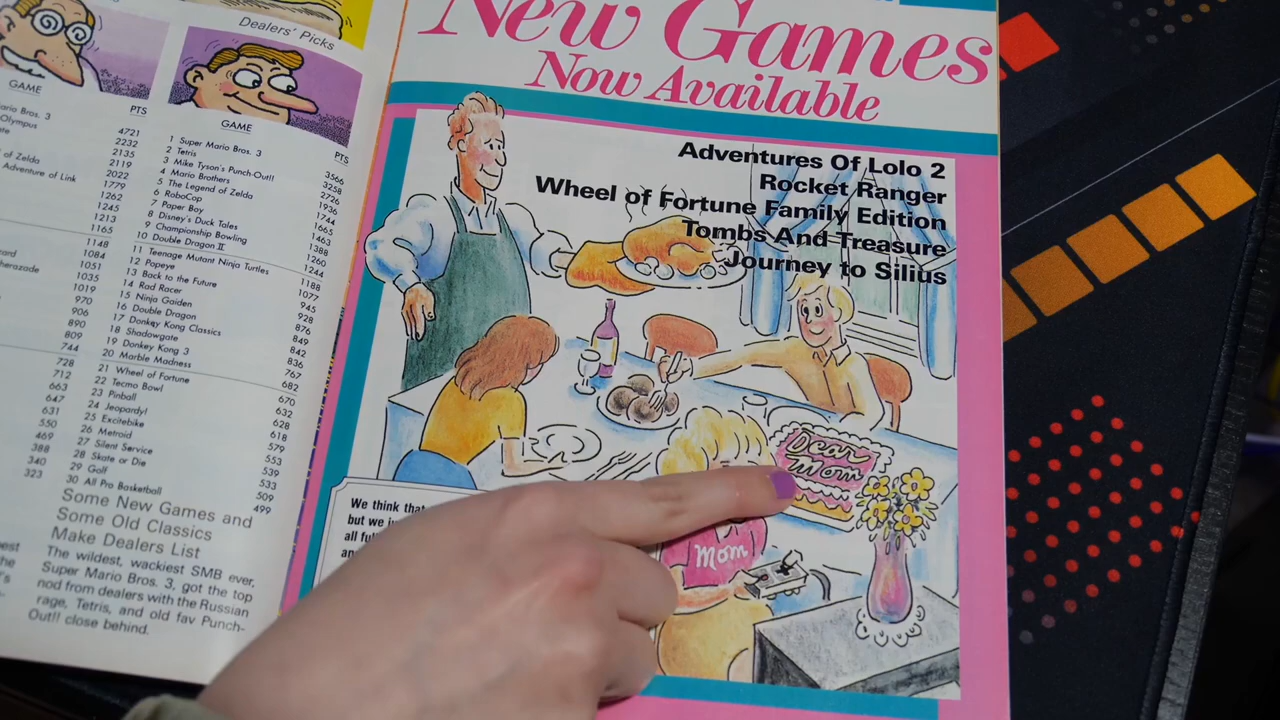 GAME
PTS
ario Bros. 3 4721
Olympus 2232
2135
of Zelda 2119
Adventure of Link 2022
1779
1262
1245
1213
1165
1148
1084
1051
1035
1019
970
906
890
809
744
728
712
663
647
631
550
469
388
340
323
Dealers' Picks
GAME
PTS
1 Super Mario Bros. 3 3566
2 Tetris 3258
3 Mike Tyson's Punch-Out!! 2726
4 Mario Brothers 1936
5 The Legend of Zelda 1744
6 RoboCop 1665
7 Paper Boy 1463
8 Disney's Duck Tales 1388
9 Championship Bowling 1260
10 Double Dragon II 1244
11 Teenage Mutant Ninja Turtles 1188
12 Popeye 1077
13 Back to the Future 945
14 Rad Racer 928
15 Ninja Gaiden 876
16 Double Dragon 849
17 Donkey Kong Classics 842
18 Shadowgate 836
19 Donkey Kong 3 767
20 Marble Madness 682
21 Wheel of Fortune 670
22 Tecmo Bowl 632
23 Pinball 628
24 Jeopardy! 618
25 Excitebike 579
26 Metroid 553
27 Silent Service 539
28 Skate or Die 533
29 Golf 509
30 All Pro Basketball 499
Some New Games and
Some Old Classics
Make Dealers List
The wildest, wackiest SMB ever,
Super Mario Bros. 3, got the top
nod from dealers with the Russian
rage, Tetris, and old fav Punch-
Out!! close behind.
New Games
Now Available
Adventures Of Lolo 2
Rocket Ranger
Wheel of Fortune Family Edition
Tombs And Treasure
Journey to Silius
Dear
Mom
Mom
We think that
but we
all